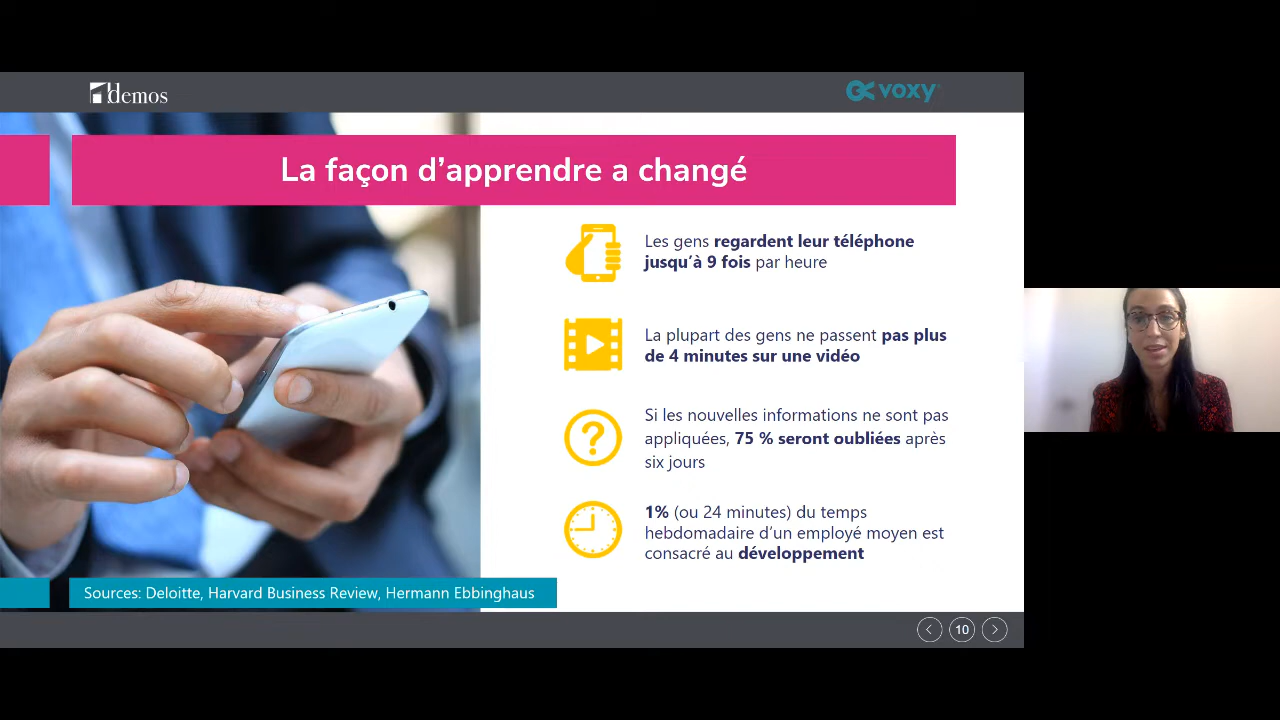 demos
voxy
La façon d’apprendre a changé
Les gens regardent leur téléphone
jusqu’à 9 fois par heure
La plupart des gens ne passent pas plus
de 4 minutes sur une vidéo
Si les nouvelles informations ne sont pas
appliquées, 75 % seront oubliées après
six jours
1% (ou 24 minutes) du temps
hebdomadaire d’un employé moyen est
consacré au développement
Sources: Deloitte, Harvard Business Review, Hermann Ebbinghaus
10